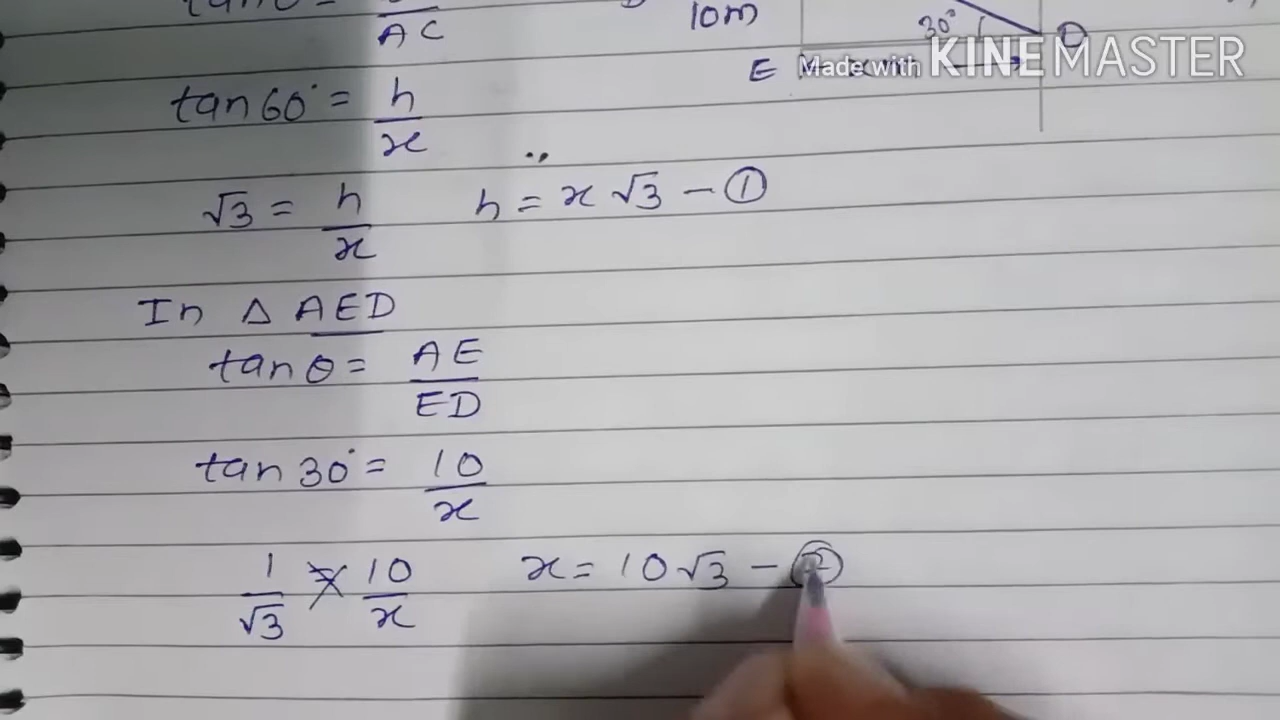 AC
10m
30°
D
E
Made with KINEMASTER
tan 60° = h/x
√3 = h/x   h = x √3 — ①
In Δ AED
tan θ = AE/ED
tan 30° = 10/x
1/√3 = 10/x   x = 10√3 — ②